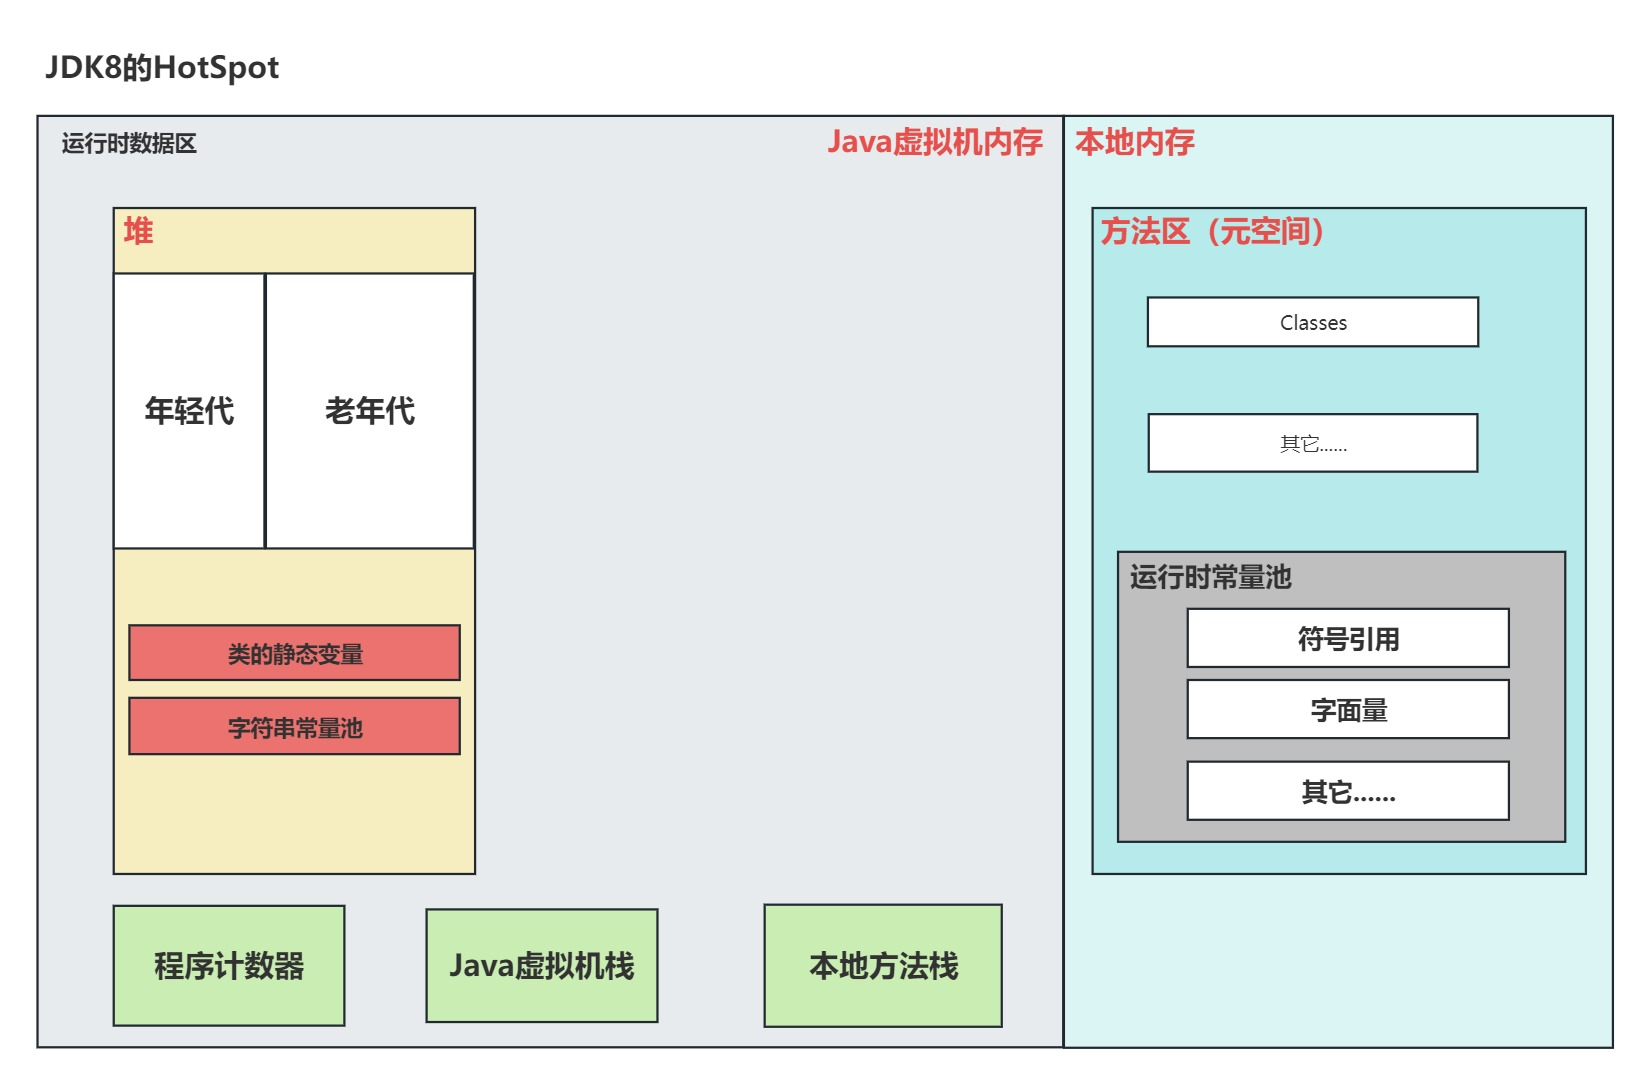 JDK8的HotSpot
运行时数据区
Java虚拟机内存
本地内存
堆
方法区（元空间）
年轻代
老年代
Classes
其它......
类的静态变量
字符串常量池
运行时常量池
符号引用
字面量
其它......
程序计数器
Java虚拟机栈
本地方法栈